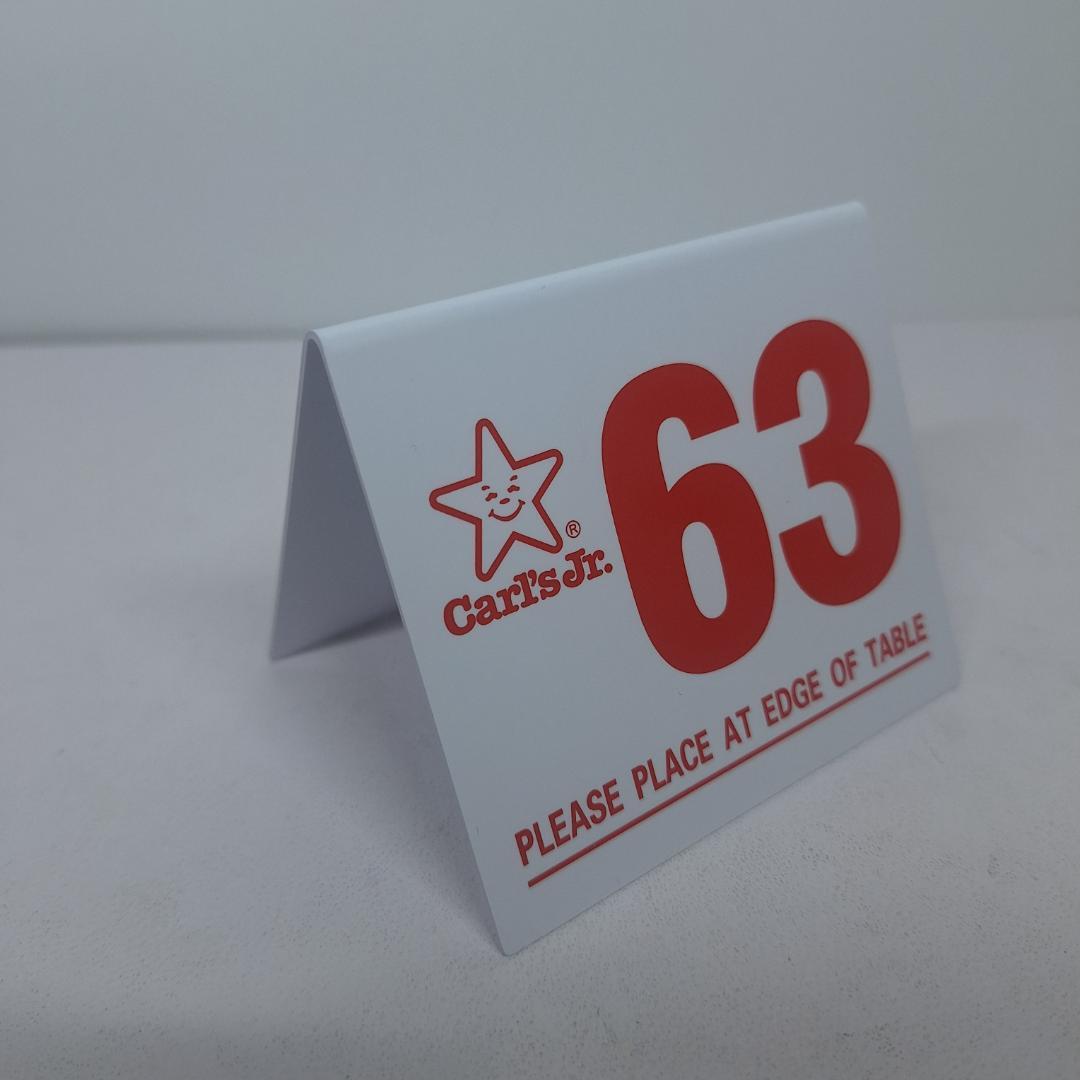 63
®
Carl's Jr.
PLEASE PLACE AT EDGE OF TABLE